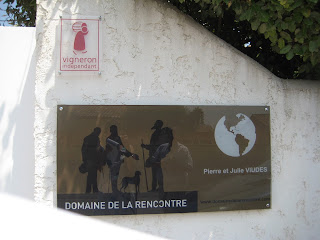 vigneron
indépendant
Pierre et Julie VIUDES
DOMAINE DE LA RENCONTRE